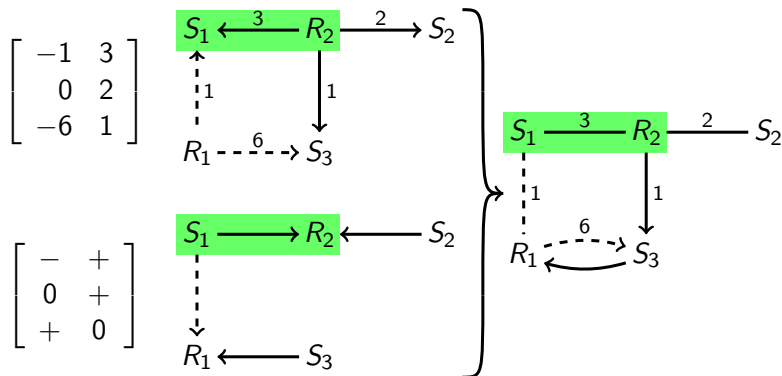 −1 3
0 2
−6 1
S₁ 3 R₂ 2 S₂
1 1
R₁ 6 S₃
− +
0 +
+ 0
S₁ R₂ S₂
R₁ S₃
S₁ 3 R₂ 2 S₂
1 1
R₁ 6 S₃